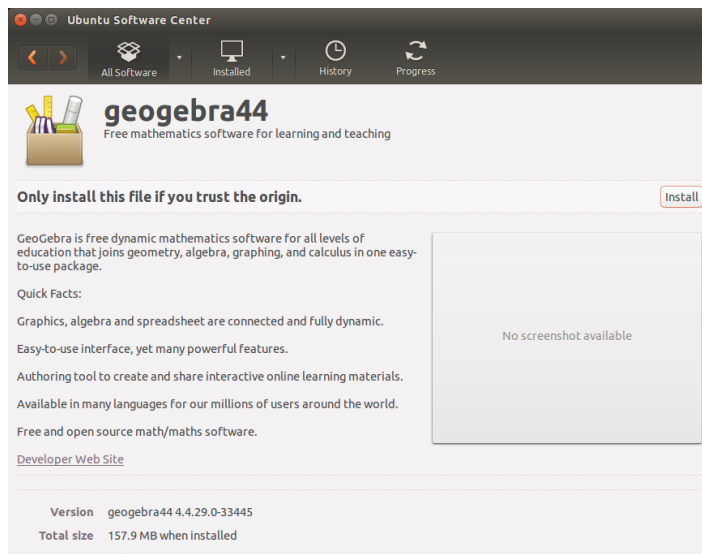 Ubuntu Software Center
All Software
Installed
History
Progress
geogebra44
Free mathematics software for learning and teaching
Only install this file if you trust the origin.
Install
GeoGebra is free dynamic mathematics software for all levels of
education that joins geometry, algebra, graphing, and calculus in one easy-
to-use package.
Quick Facts:
Graphics, algebra and spreadsheet are connected and fully dynamic.
Easy-to-use interface, yet many powerful features.
Authoring tool to create and share interactive online learning materials.
Available in many languages for our millions of users around the world.
Free and open source math/maths software.
No screenshot available
Developer Web Site
Version geogebra44 4.4.29.0-33445
Total size 157.9 MB when installed